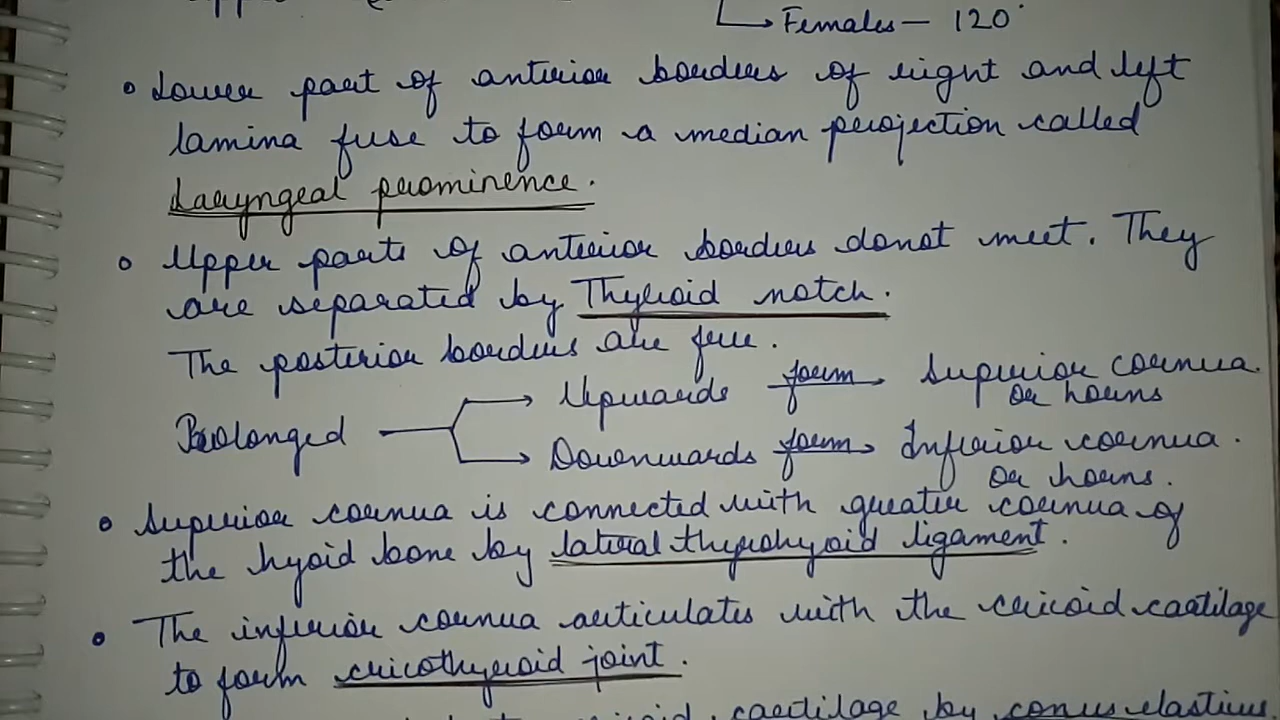 Females — 120°
• Lower part of anterior borders of right and left
lamina fuse to form a median projection called
Laryngeal prominence.
• Upper parts of anterior borders donot meet. They
are separated by Thyroid notch.
The posterior borders are free.
Prolonged → Upwards form → Superior cornua
or horns
→ Downwards form → Inferior cornua.
or horns.
• Superior cornua is connected with greater cornua of
the hyoid bone by lateral thyrohyoid ligament.
• The inferior cornua articulates with the cricoid cartilage
to form cricothyroid joint.
cartilage by conus elasticus